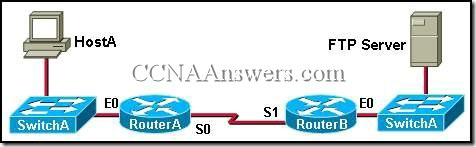 HostA
FTP Server
CCNAAnswers.com
E0
S1
E0
SwitchA
RouterA
S0
RouterB
SwitchA